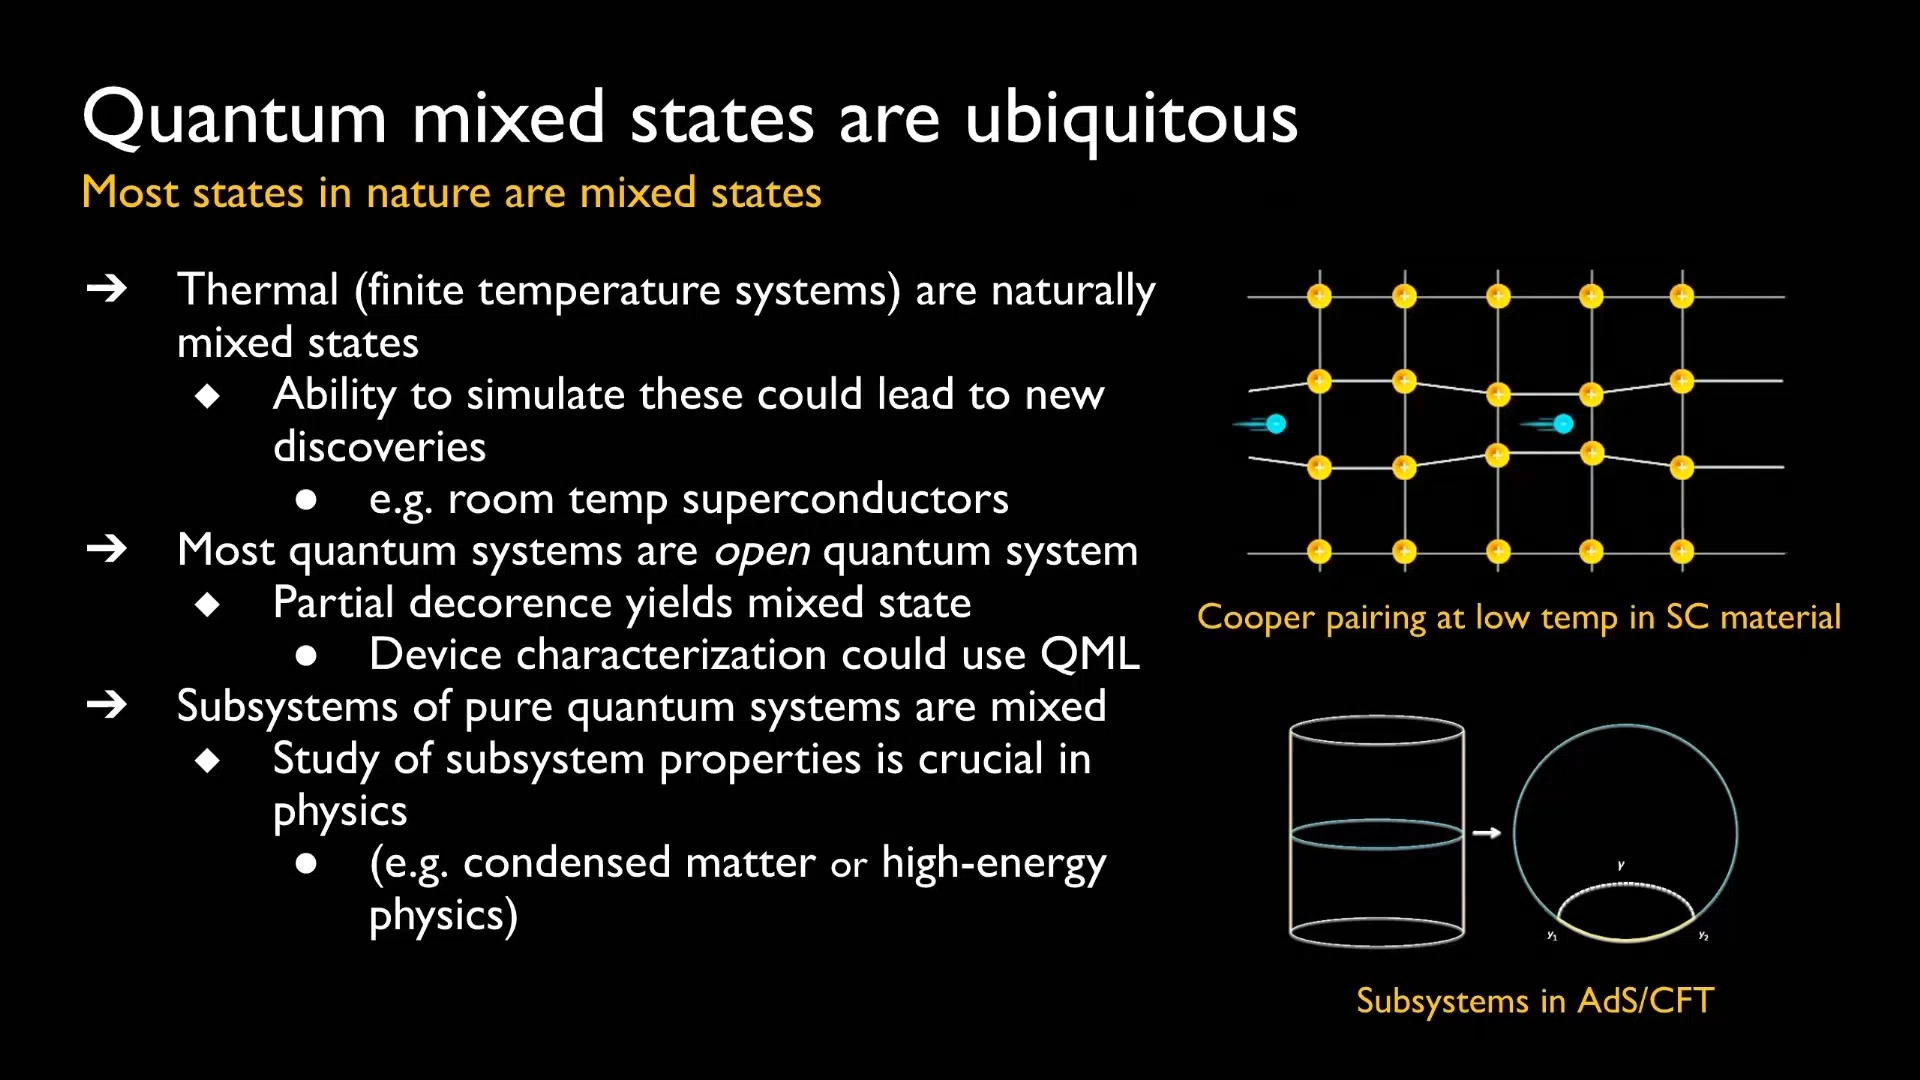 Quantum mixed states are ubiquitous
Most states in nature are mixed states
➔ Thermal (finite temperature systems) are naturally
mixed states
◆ Ability to simulate these could lead to new
discoveries
● e.g. room temp superconductors
➔ Most quantum systems are open quantum system
◆ Partial decorence yields mixed state
● Device characterization could use QML
➔ Subsystems of pure quantum systems are mixed
◆ Study of subsystem properties is crucial in
physics
● (e.g. condensed matter or high-energy
physics)
Cooper pairing at low temp in SC material
γ
y₁ y₂
Subsystems in AdS/CFT